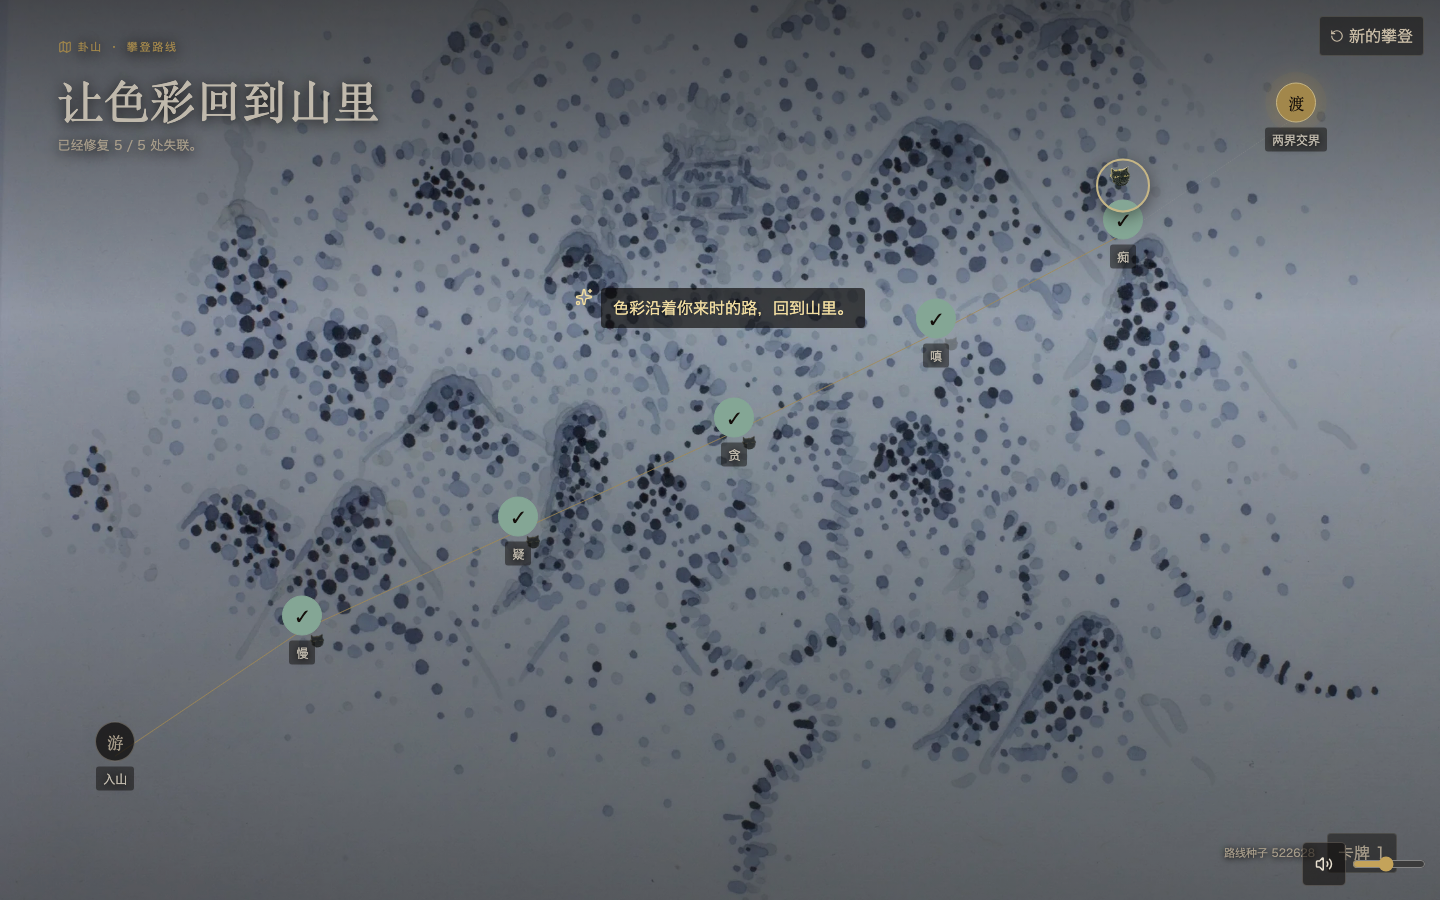 卦山 · 攀登路线
新的攀登
让色彩回到山里
已经修复 5 / 5 处失联。
渡
两界交界
痴
色彩沿着你来时的路，回到山里。
嗔
贪
疑
慢
游
入山
路线种子 522628
卡牌 1